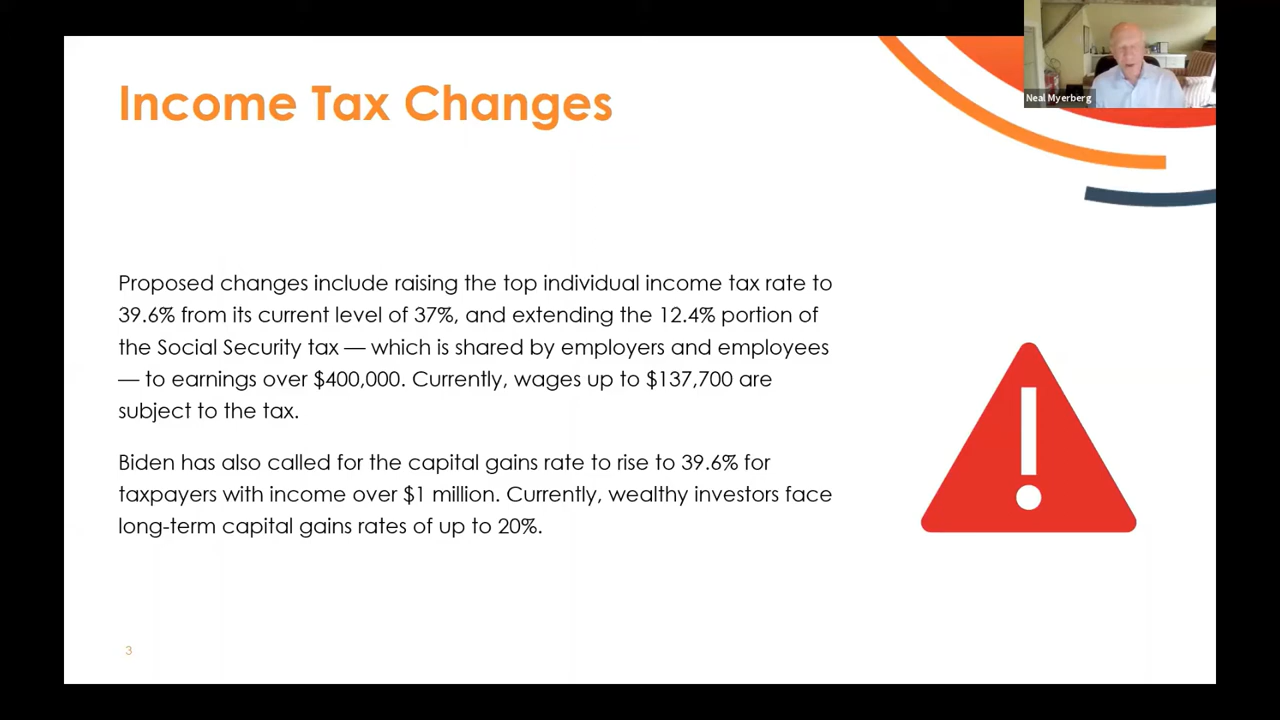 Neal Myerberg
Income Tax Changes
Proposed changes include raising the top individual income tax rate to
39.6% from its current level of 37%, and extending the 12.4% portion of
the Social Security tax — which is shared by employers and employees
— to earnings over $400,000. Currently, wages up to $137,700 are
subject to the tax.
Biden has also called for the capital gains rate to rise to 39.6% for
taxpayers with income over $1 million. Currently, wealthy investors face
long-term capital gains rates of up to 20%.
3